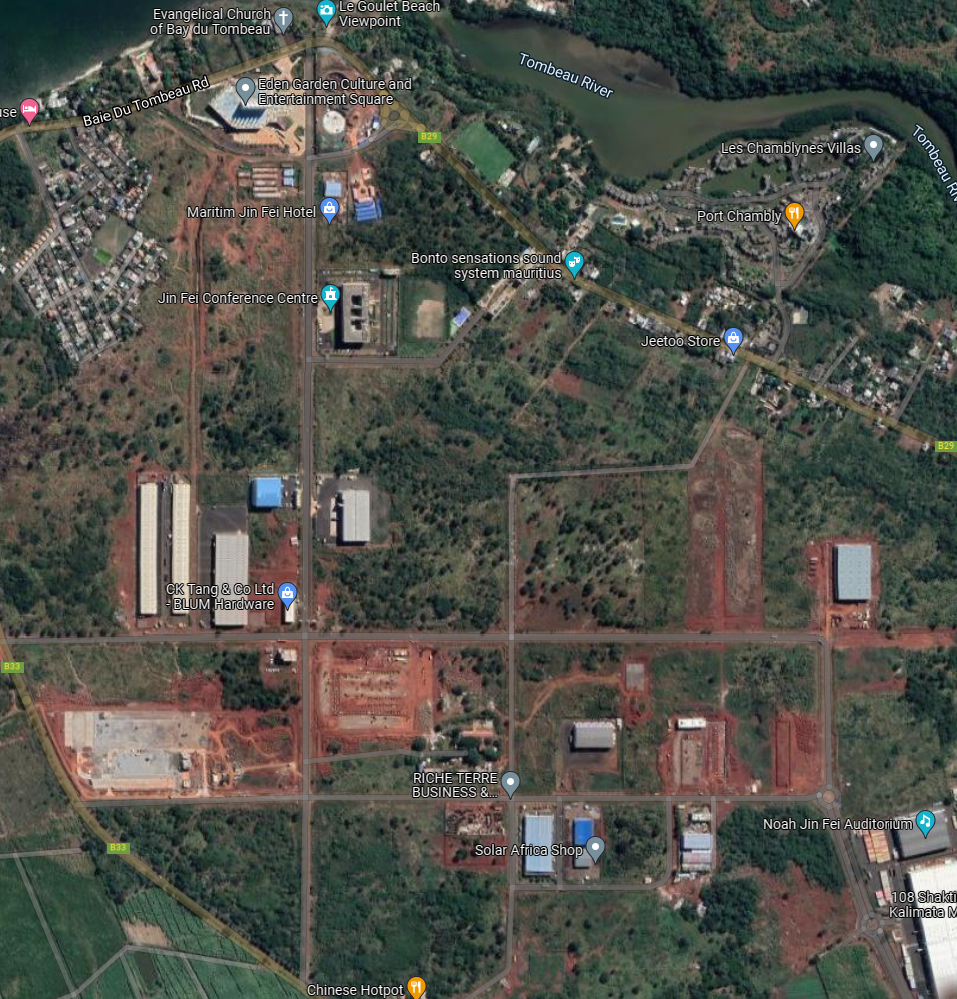 Evangelical Church
of Bay du Tombeau
Le Goulet Beach
Viewpoint
Tombeau River
Eden Garden Culture and
Entertainment Square
Baie Du Tombeau Rd
use
B29
Les Chamblynes Villas
Tombeau Riv
Maritim Jin Fei Hotel
Port Chambly
Bonto sensations sound
system mauritius
Jin Fei Conference Centre
Jeetoo Store
B29
CK Tang & Co Ltd
- BLUM Hardware
B33
RICHE TERRE
BUSINESS &...
Noah Jin Fei Auditorium
B33
Solar Africa Shop
108 Shakti
Kalimata M
Chinese Hotpot